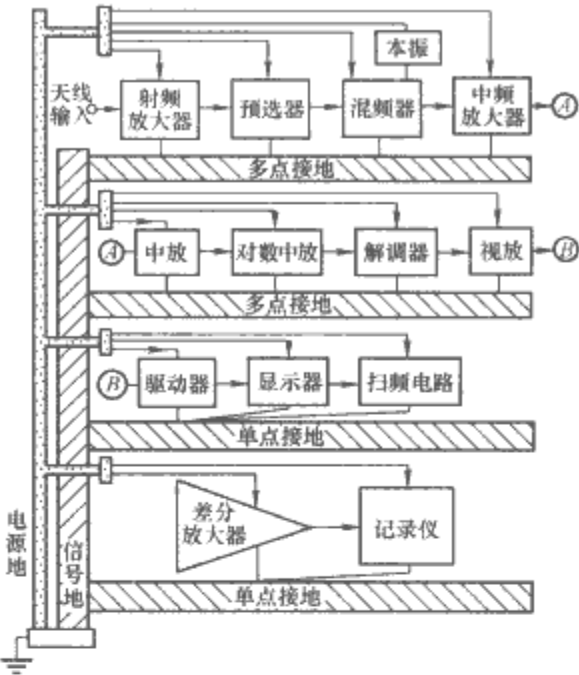 本振
天线
输入
射频
放大器
预选器
混频器
中频
放大器
A
多点接地
A
中放
对数中放
解调器
视放
B
多点接地
B
驱动器
显示器
扫频电路
单点接地
差分
放大器
记录仪
电源地
信号地
单点接地